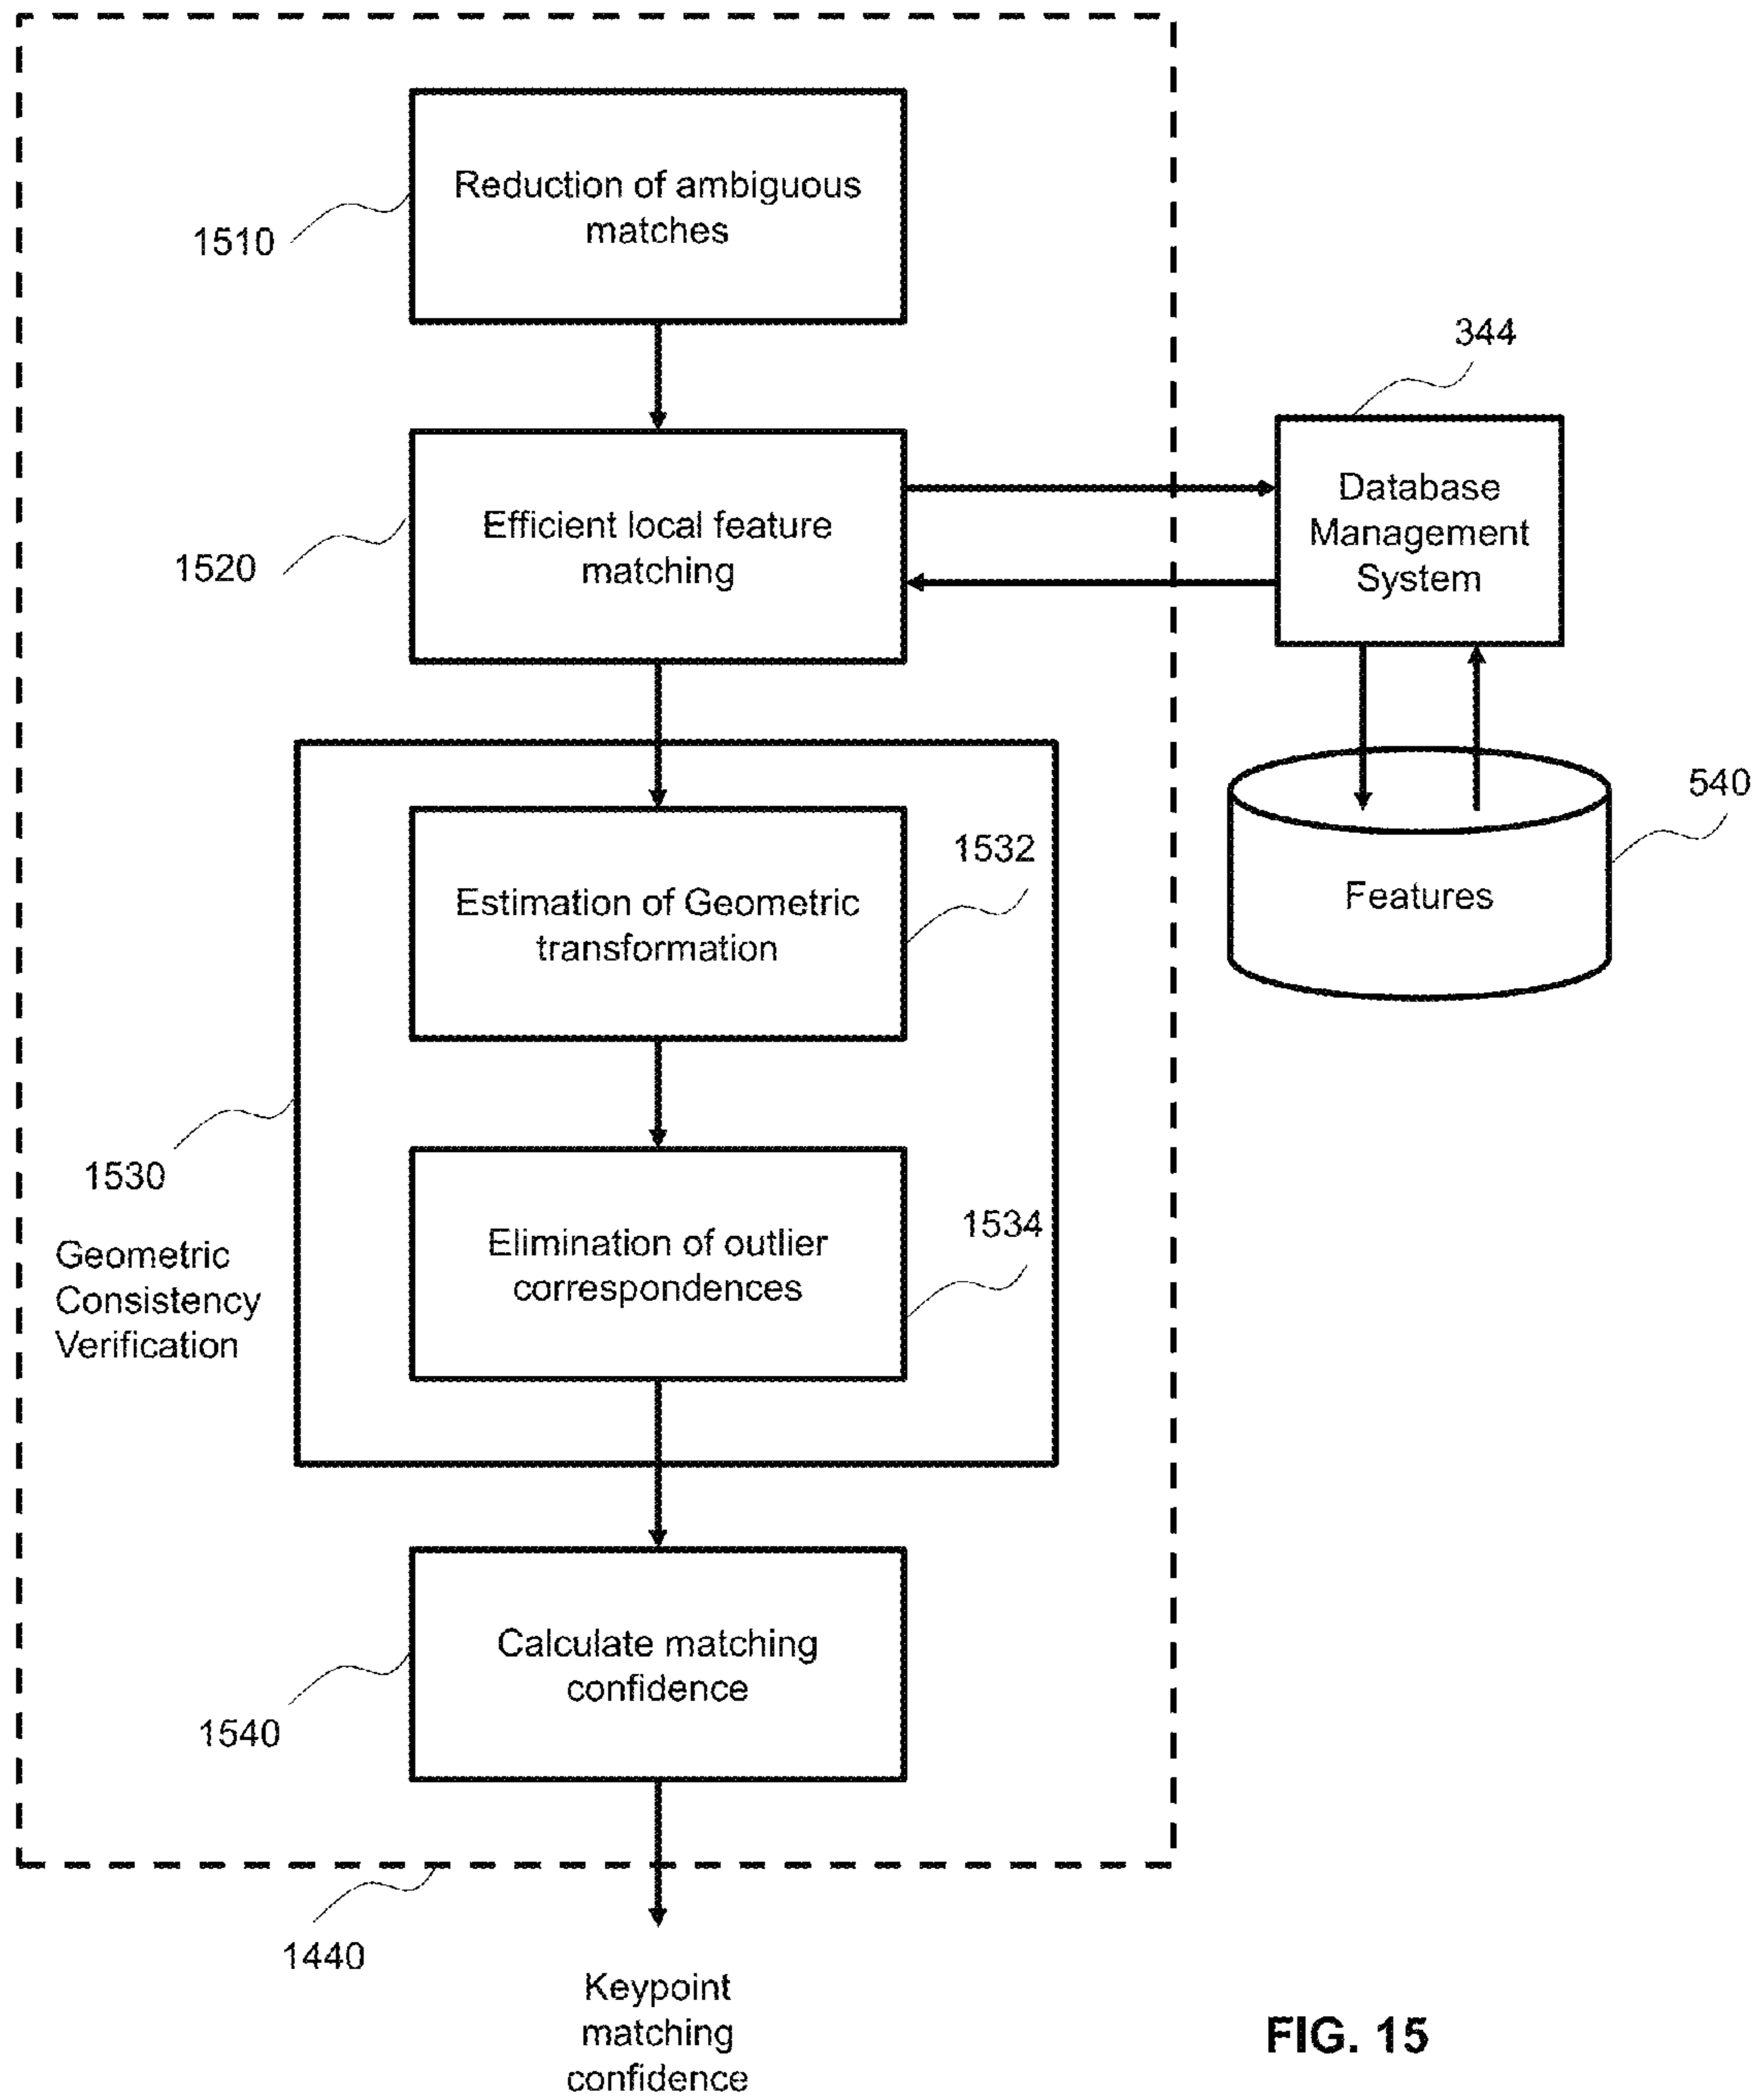 Reduction of ambiguous
matches
1510
344
Database
Management
System
Efficient local feature
matching
1520
540
Features
1532
Estimation of Geometric
transformation
1530
Geometric
Consistency
Verification
1534
Elimination of outlier
correspondences
Calculate matching
confidence
1540
1440
Keypoint
matching
confidence
FIG. 15